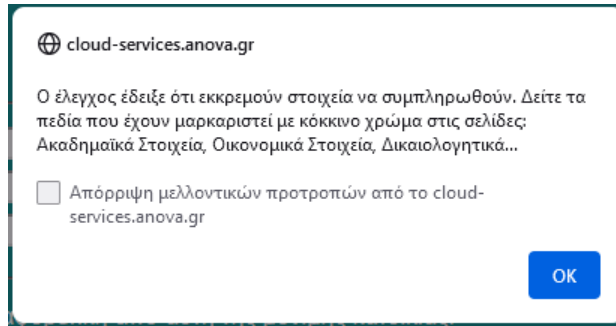 cloud-services.anova.gr
Ο έλεγχος έδειξε ότι εκκρεμούν στοιχεία να συμπληρωθούν. Δείτε τα
πεδία που έχουν μαρκαριστεί με κόκκινο χρώμα στις σελίδες:
Ακαδημαϊκά Στοιχεία, Οικονομικά Στοιχεία, Δικαιολογητικά...
Απόρριψη μελλοντικών προτροπών από το cloud-
services.anova.gr
OK